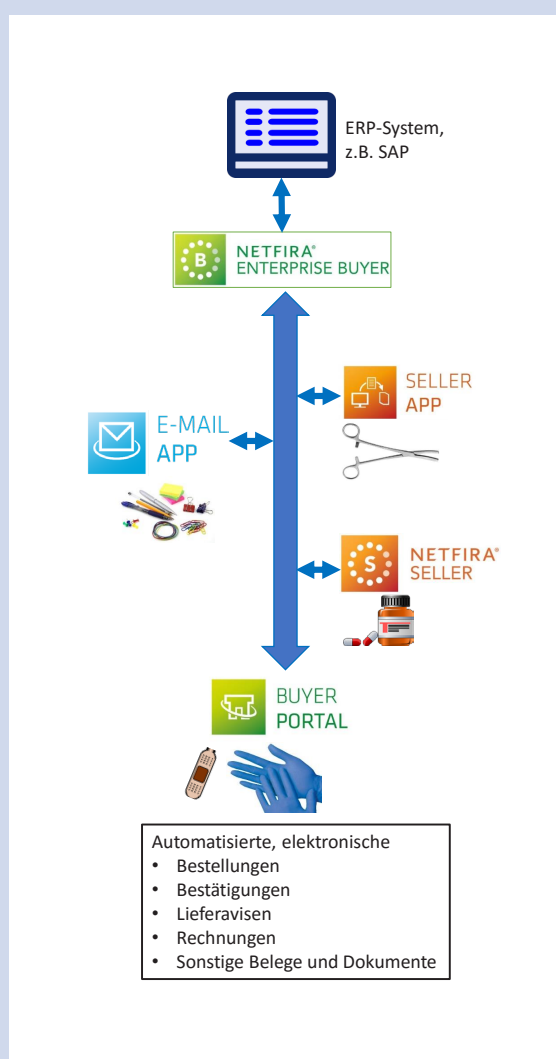 ERP-System,
z.B. SAP
B
NETFIRA®
ENTERPRISE BUYER
SELLER
APP
E-MAIL
APP
S
NETFIRA®
SELLER
BUYER
PORTAL
Automatisierte, elektronische
• Bestellungen
• Bestätigungen
• Lieferavisen
• Rechnungen
• Sonstige Belege und Dokumente